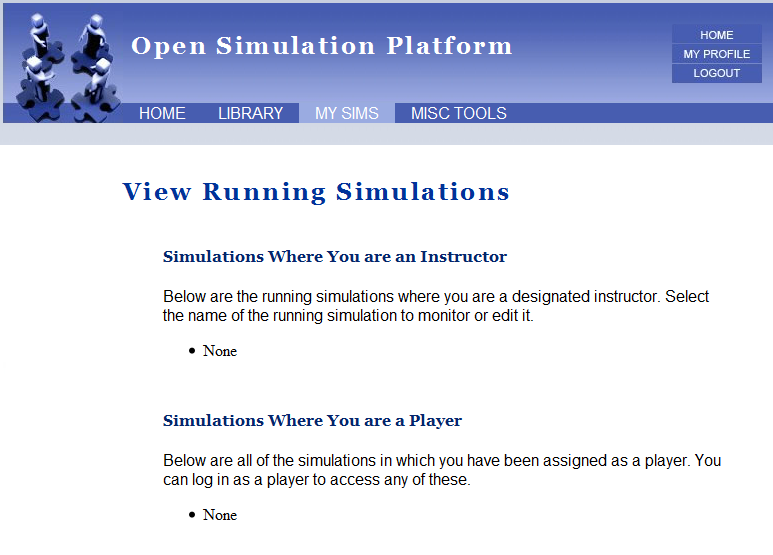 Open Simulation Platform
HOME
MY PROFILE
LOGOUT
HOME LIBRARY MY SIMS MISC TOOLS
View Running Simulations
Simulations Where You are an Instructor
Below are the running simulations where you are a designated instructor. Select
the name of the running simulation to monitor or edit it.
• None
Simulations Where You are a Player
Below are all of the simulations in which you have been assigned as a player. You
can log in as a player to access any of these.
• None